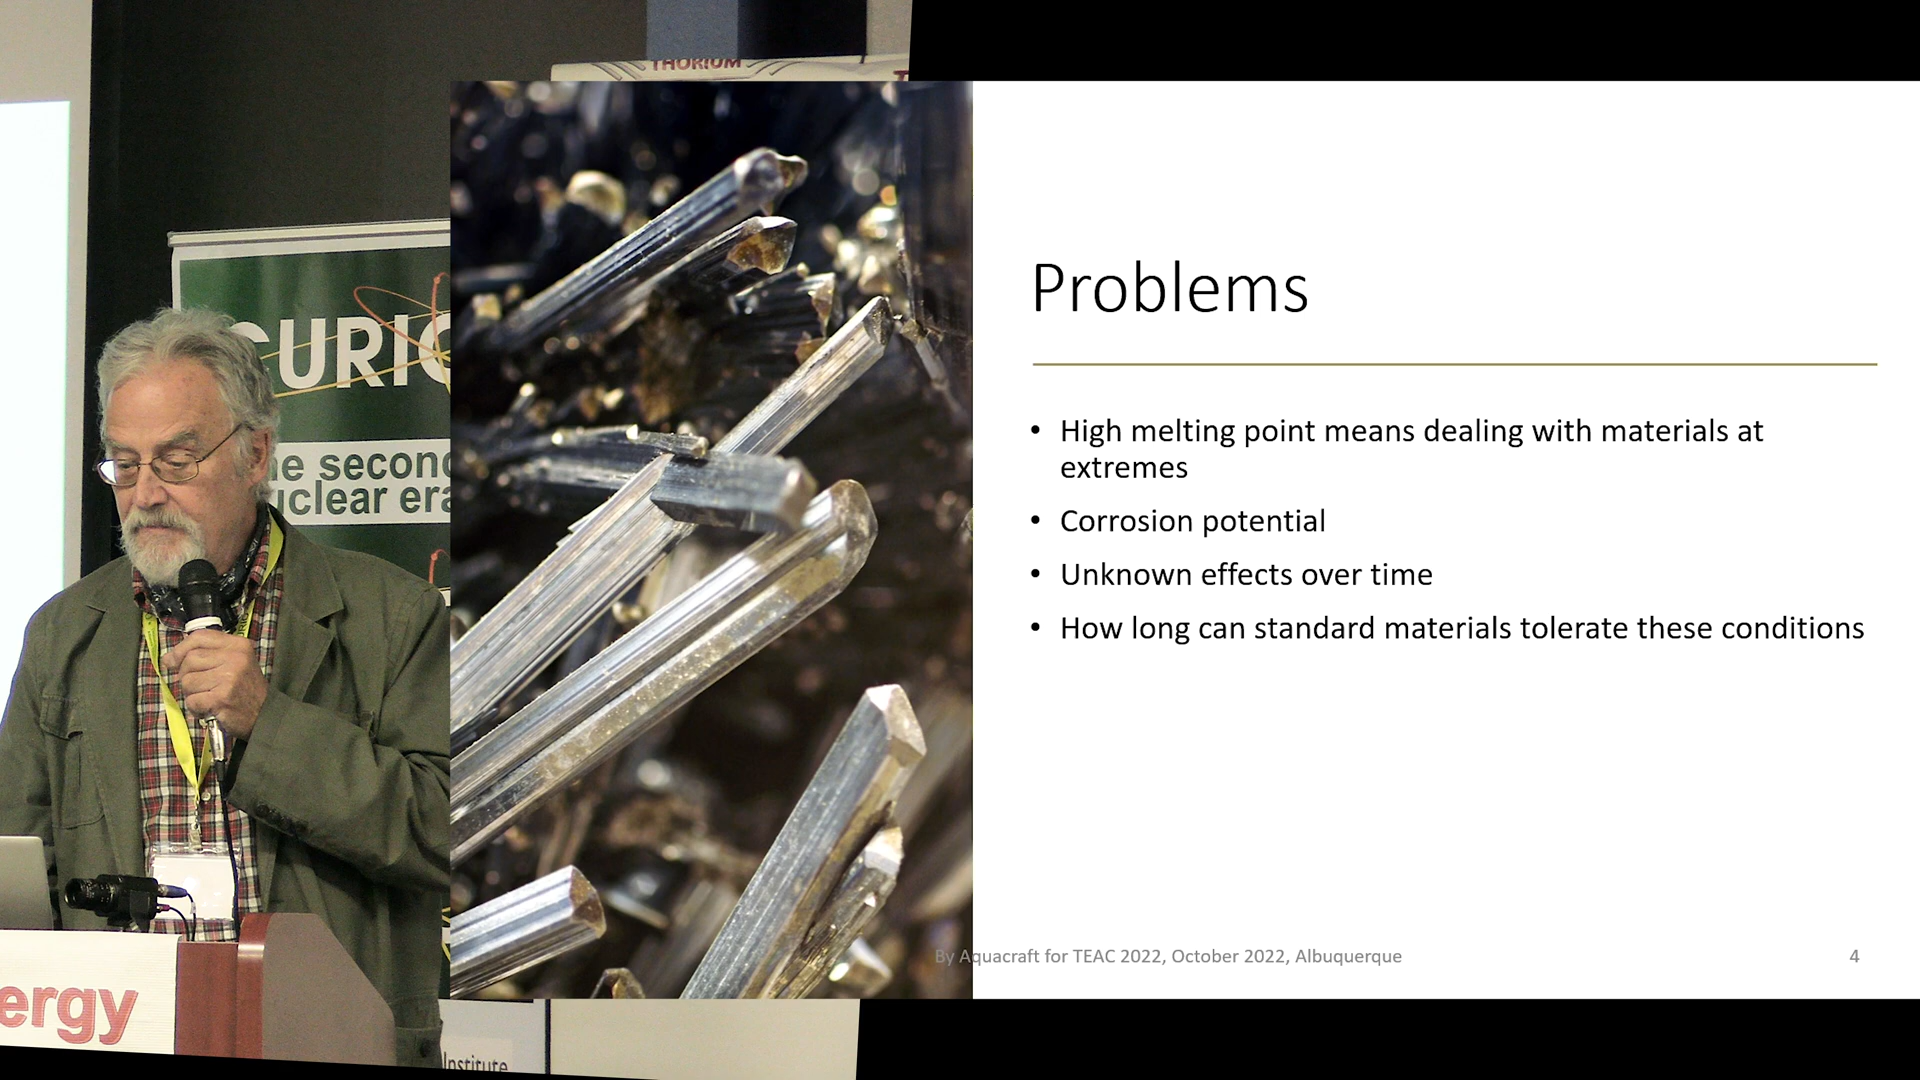 THORIUM
CURIO
he second
uclear era
ergy
Institute
Problems
• High melting point means dealing with materials at
extremes
• Corrosion potential
• Unknown effects over time
• How long can standard materials tolerate these conditions
By Aquacraft for TEAC 2022, October 2022, Albuquerque
4